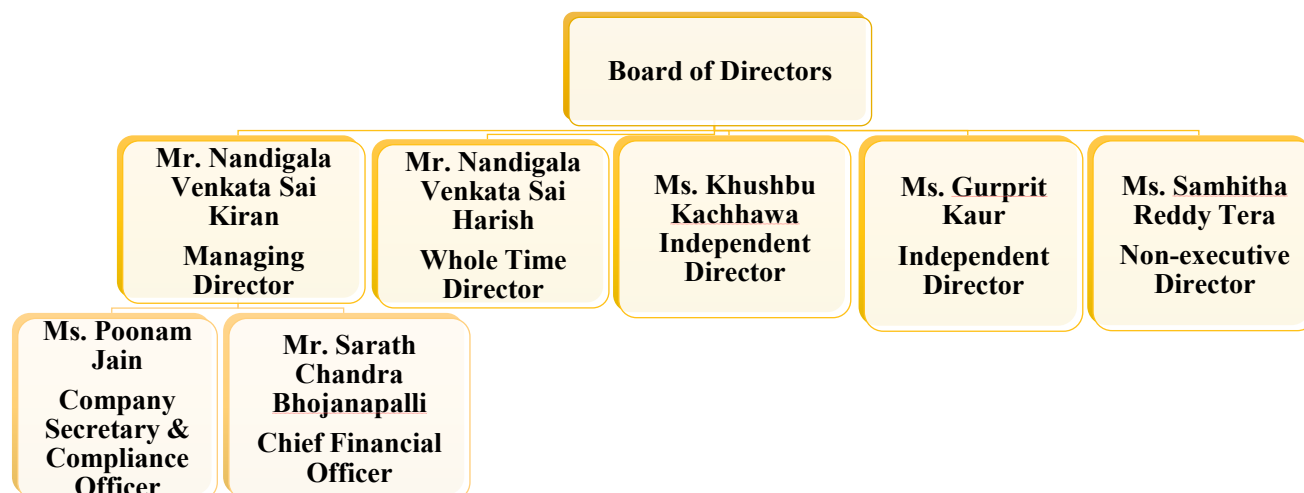 Board of Directors
Mr. Nandigala
Venkata Sai
Kiran
Managing
Director
Mr. Nandigala
Venkata Sai
Harish
Whole Time
Director
Ms. Khushbu
Kachhawa
Independent
Director
Ms. Gurprit
Kaur
Independent
Director
Ms. Samhitha
Reddy Tera
Non-executive
Director
Ms. Poonam
Jain
Company
Secretary &
Compliance
Officer
Mr. Sarath
Chandra
Bhojanapalli
Chief Financial
Officer